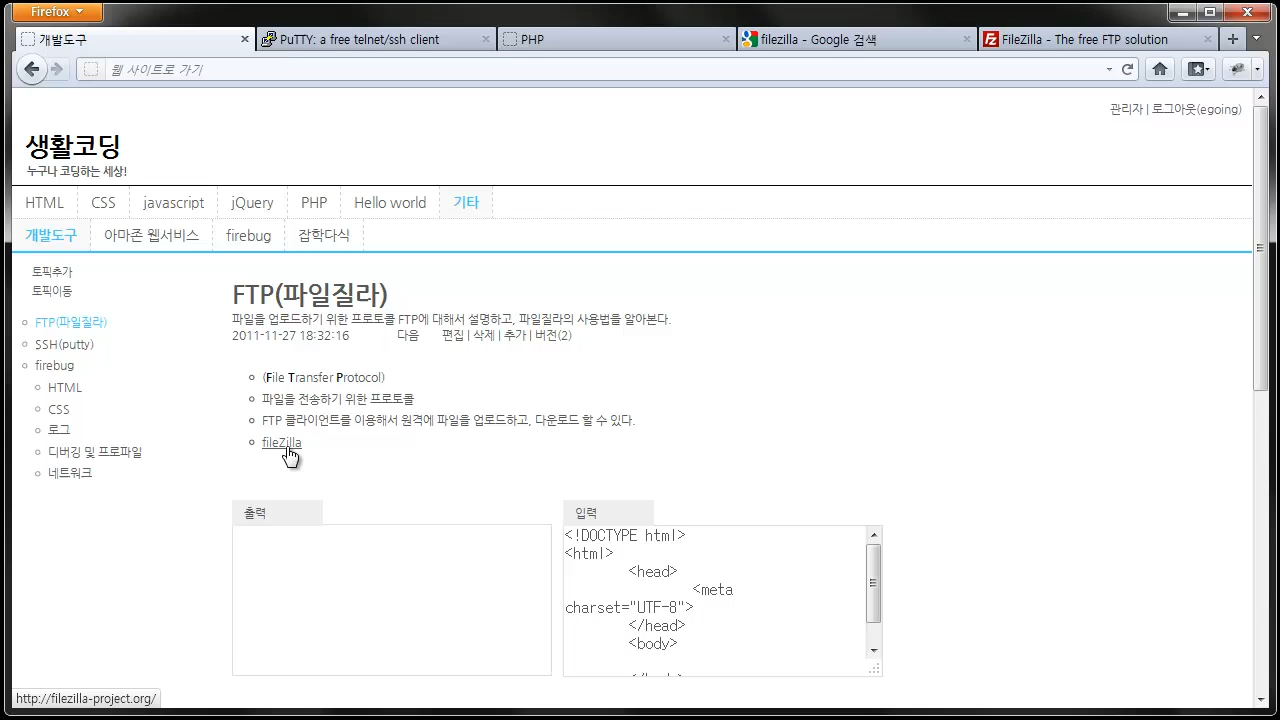 Firefox
개발도구
PuTTY: a free telnet/ssh client
PHP
filezilla - Google 검색
FileZilla - The free FTP solution
웹 사이트로 가기
관리자 | 로그아웃(egoing)
생활코딩
누구나 코딩하는 세상!
HTML CSS javascript jQuery PHP Hello world 기타
개발도구 아마존 웹서비스 firebug 잡학다식
토픽추가
토픽이동
FTP(파일질라)
SSH(putty)
firebug
HTML
CSS
로그
디버깅 및 프로파일
네트워크
FTP(파일질라)
파일을 업로드하기 위한 프로토콜 FTP에 대해서 설명하고, 파일질라의 사용법을 알아본다.
2011-11-27 18:32:16 다음 편집 | 삭제 | 추가 | 버전(2)
(File Transfer Protocol)
파일을 전송하기 위한 프로토콜
FTP 클라이언트를 이용해서 원격에 파일을 업로드하고, 다운로드 할 수 있다.
fileZilla
출력
입력
<!DOCTYPE html>
<html>
<head>
<meta
charset="UTF-8">
</head>
<body>
http://filezilla-project.org/